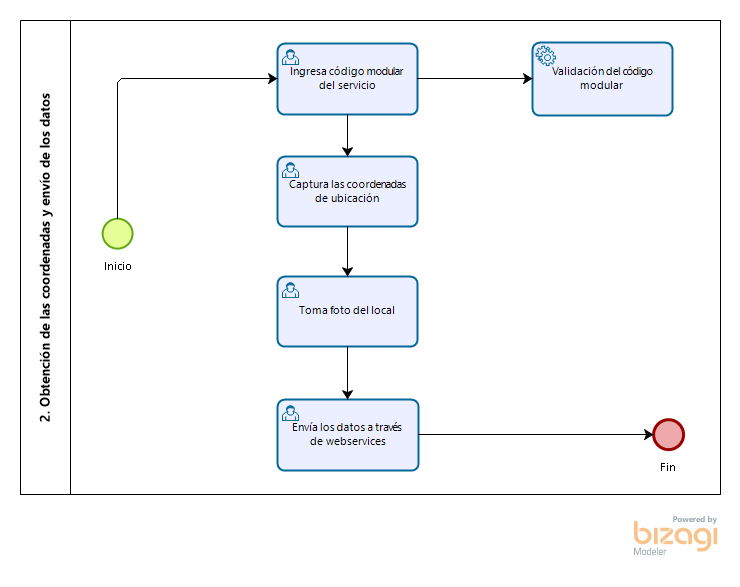 2. Obtención de las coordenadas y envío de los datos
Ingresa código modular
del servicio
Validación del código
modular
Captura las coordenadas
de ubicación
Inicio
Toma foto del local
Envía los datos a través
de webservices
Fin
Powered by
bizagi
Modeler